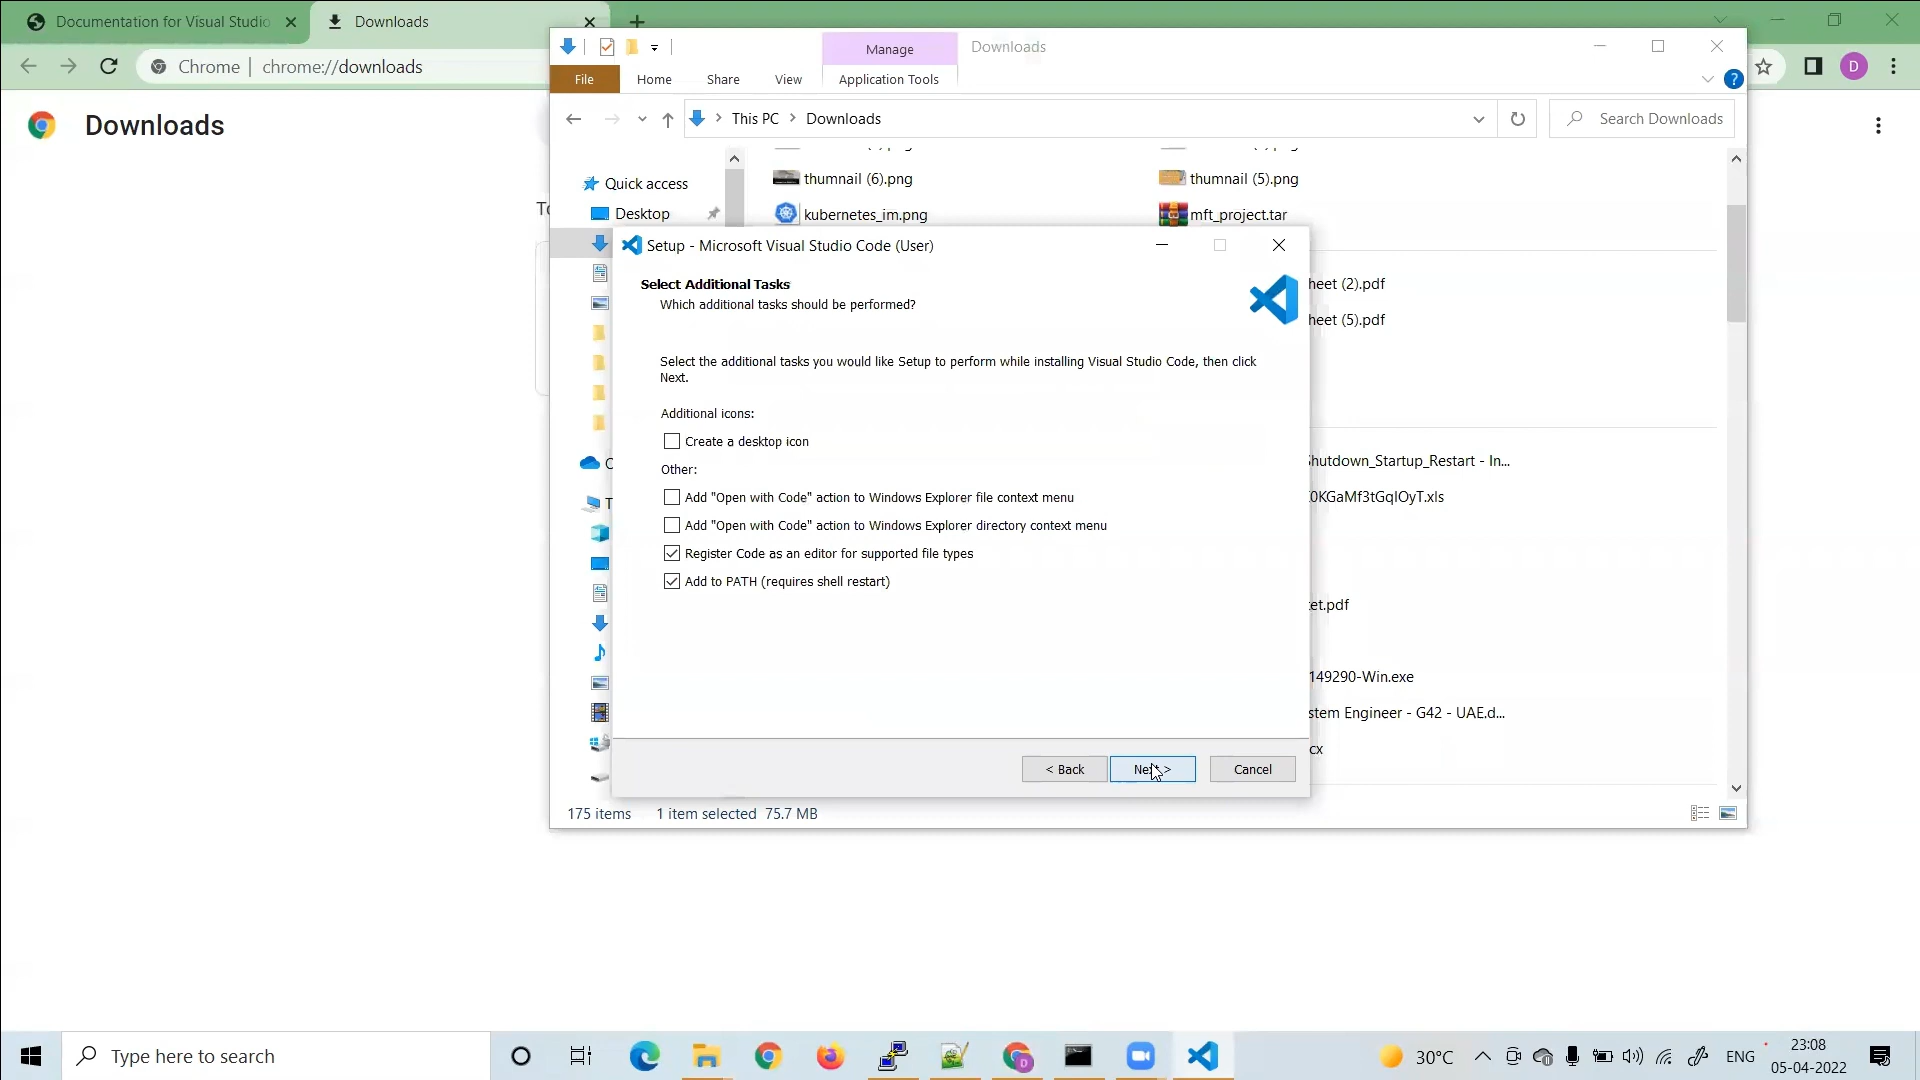 Documentation for Visual Studio
Downloads
Chrome | chrome://downloads
D
Downloads
Manage
Downloads
File
Home
Share
View
Application Tools
This PC
Downloads
Search Downloads
Quick access
Desktop
thumnail (6).png
thumnail (5).png
kubernetes_im.png
mft_project.tar
heet (2).pdf
heet (5).pdf
Shutdown_Startup_Restart - In...
0KGaMf3tGqlOyT.xls
et.pdf
149290-Win.exe
stem Engineer - G42 - UAE.d...
cx
Setup - Microsoft Visual Studio Code (User)
Select Additional Tasks
Which additional tasks should be performed?
Select the additional tasks you would like Setup to perform while installing Visual Studio Code, then click
Next.
Additional icons:
Create a desktop icon
Other:
Add "Open with Code" action to Windows Explorer file context menu
Add "Open with Code" action to Windows Explorer directory context menu
Register Code as an editor for supported file types
Add to PATH (requires shell restart)
< Back
Next >
Cancel
175 items
1 item selected 75.7 MB
Type here to search
D
30°C
ENG
23:08
05-04-2022